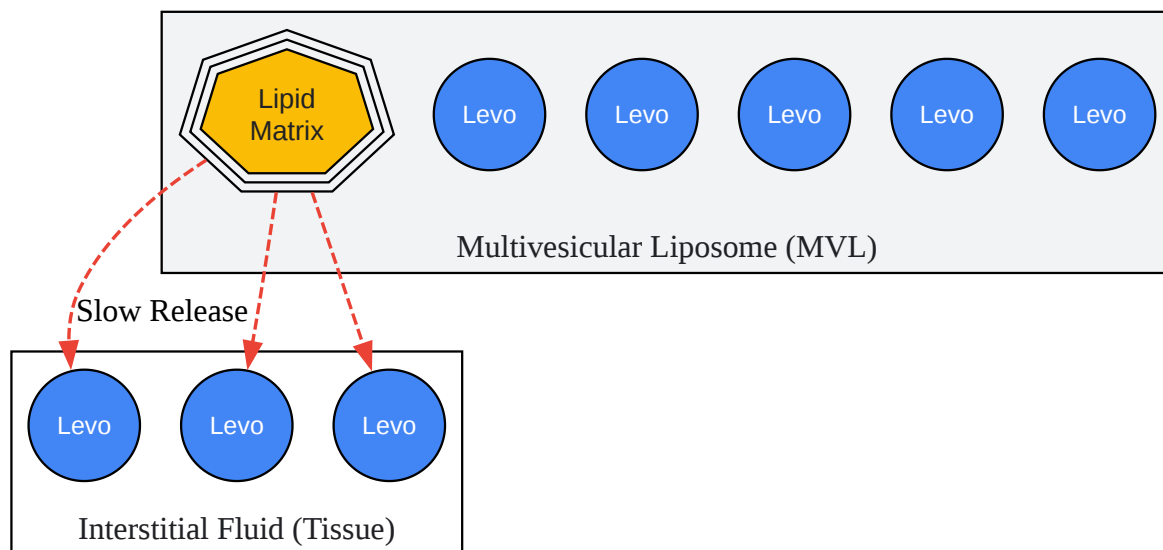 Lipid
Matrix
Levo
Levo
Levo
Levo
Levo
Multivesicular Liposome (MVL)
Slow Release
Levo
Levo
Levo
Interstitial Fluid (Tissue)